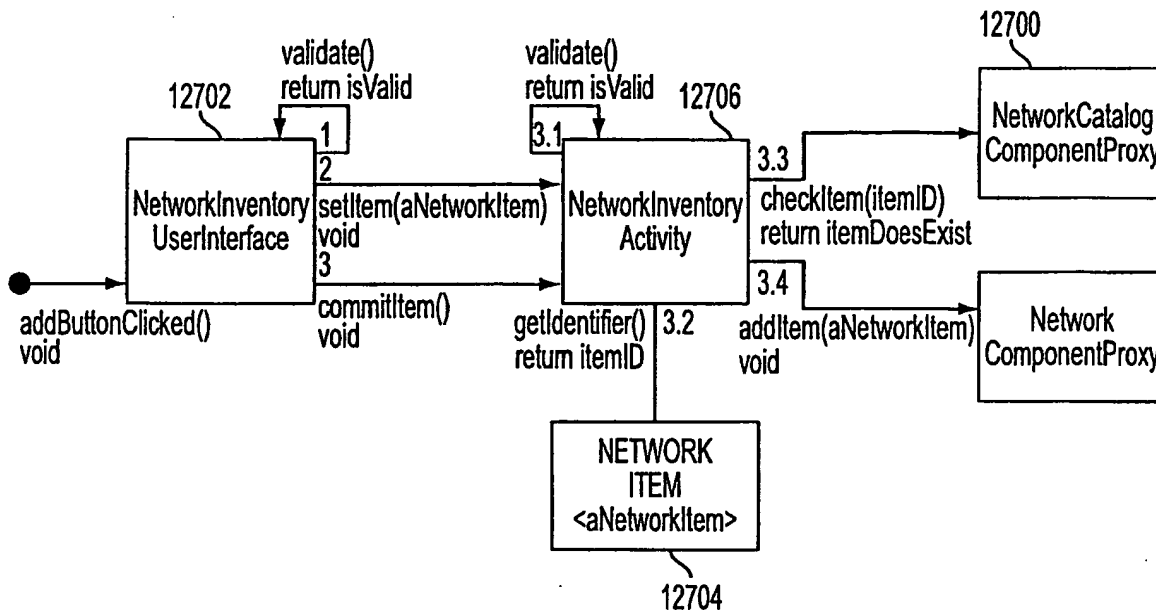 12700
validate()
return isValid
validate()
return isValid
12702
12706
1
3.1
3.3
NetworkCatalog
ComponentProxy
2
NetworkInventory
UserInterface
setItem(aNetworkItem)
void
NetworkInventory
Activity
checkItem(itemID)
return itemDoesExist
3
3.4
addButtonClicked()
void
commitItem()
void
getIdentifier()
return itemID
3.2
addItem(aNetworkItem)
void
Network
ComponentProxy
NETWORK
ITEM
<aNetworkItem>
12704